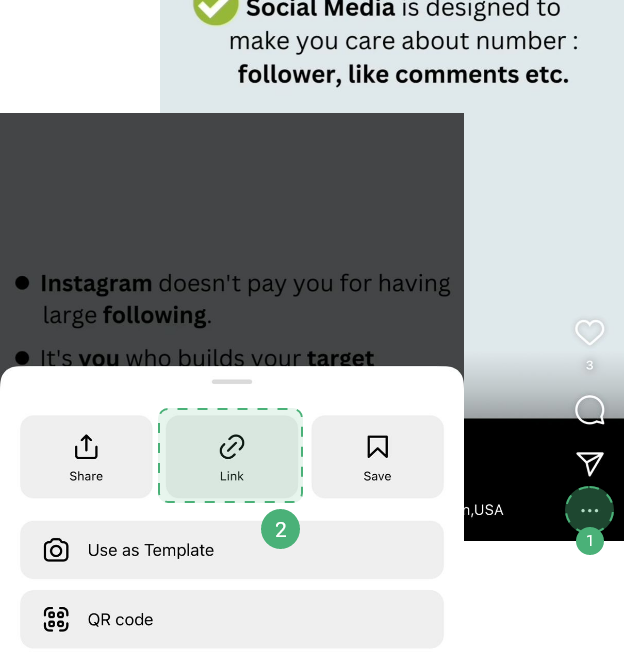 Social Media is designed to
make you care about number :
follower, like comments etc.
● Instagram doesn't pay you for having
large following.
● It's you who builds your target
3
Share
Link
Save
,USA
2
1
Use as Template
QR code